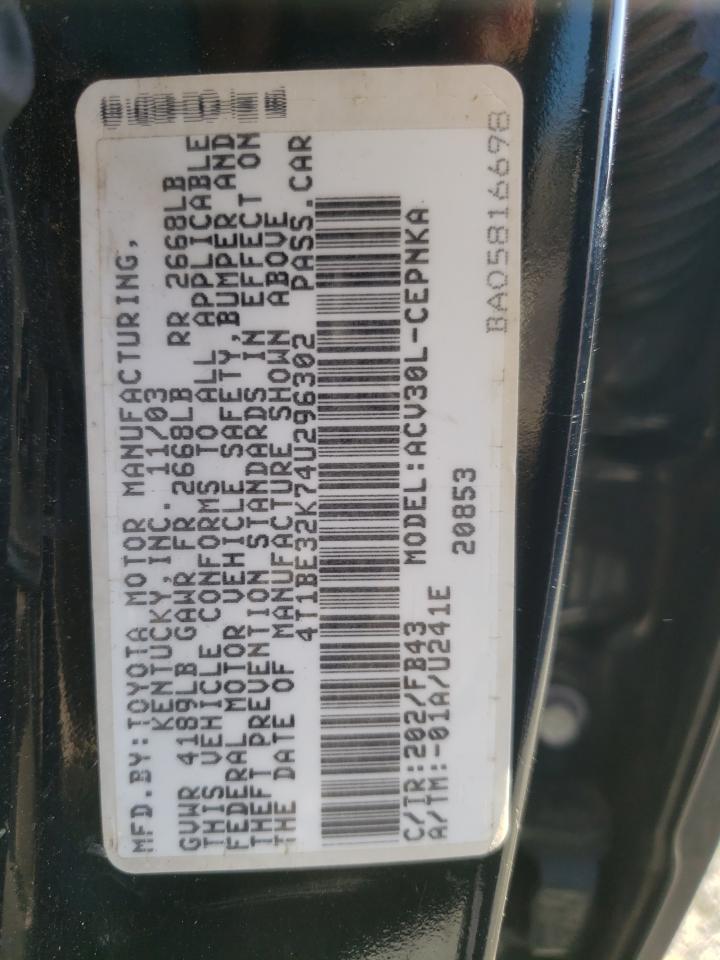 MFD.BY:TOYOTA MOTOR MANUFACTURING,
KENTUCKY,INC. 11/03
GVWR 4189LB GAWR FR 2668LB RR 2668LB
THIS VEHICLE CONFORMS TO ALL APPLICABLE
FEDERAL MOTOR VEHICLE SAFETY,BUMPER AND
THEFT PREVENTION STANDARDS IN EFFECT ON
THE DATE OF MANUFACTURE SHOWN ABOVE
4T1BE32K74U296302 PASS.CAR
C/TR:202/FB43 MODEL:ACV30L-CEPNKA
A/TM:-01A/U241E 20853
BA05816698